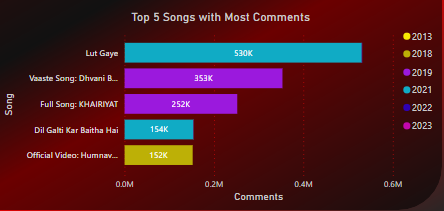 Top 5 Songs with Most Comments
Song
Lut Gaye
530K
Vaaste Song: Dhvani B...
353K
Full Song: KHAIRIYAT
252K
Dil Galti Kar Baitha Hai
154K
Official Video: Humnav...
152K
0.0M 0.2M 0.4M 0.6M
Comments
2013
2018
2019
2021
2022
2023